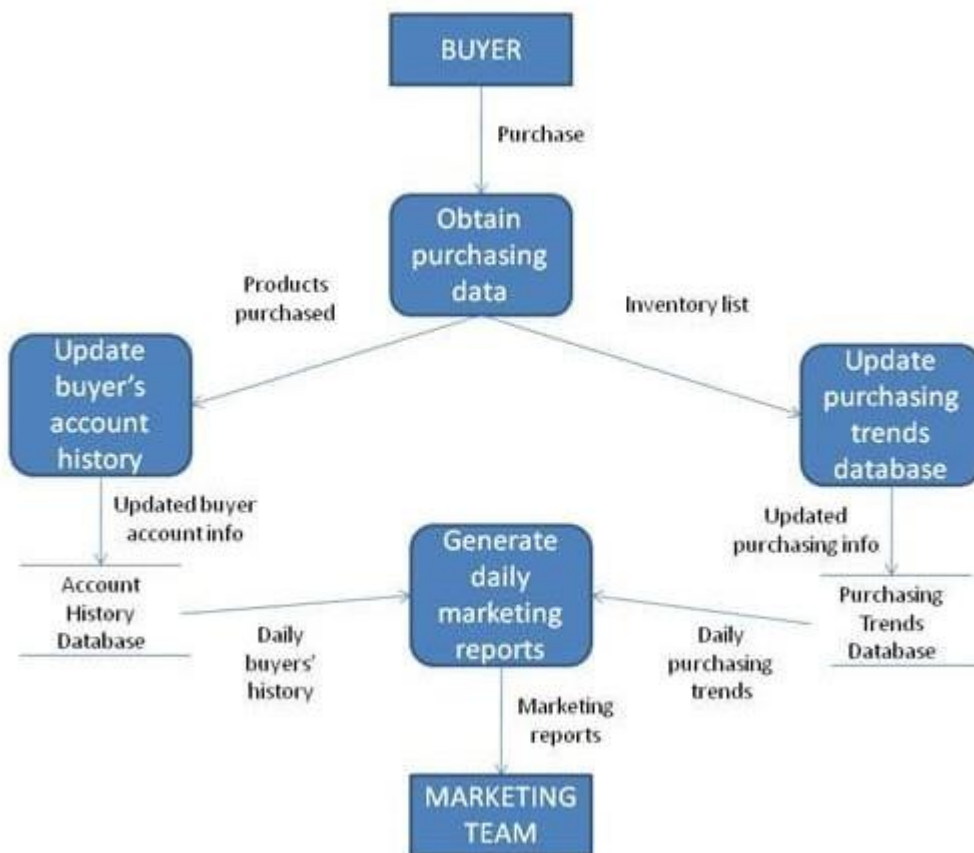 BUYER
Purchase
Obtain
purchasing
data
Products
purchased
Inventory list
Update
buyer's
account
history
Update
purchasing
trends
database
Updated buyer
account info
Updated
purchasing info
Generate
daily
marketing
reports
Account
History
Database
Purchasing
Trends
Database
Daily
buyers'
history
Daily
purchasing
trends
Marketing
reports
MARKETING
TEAM